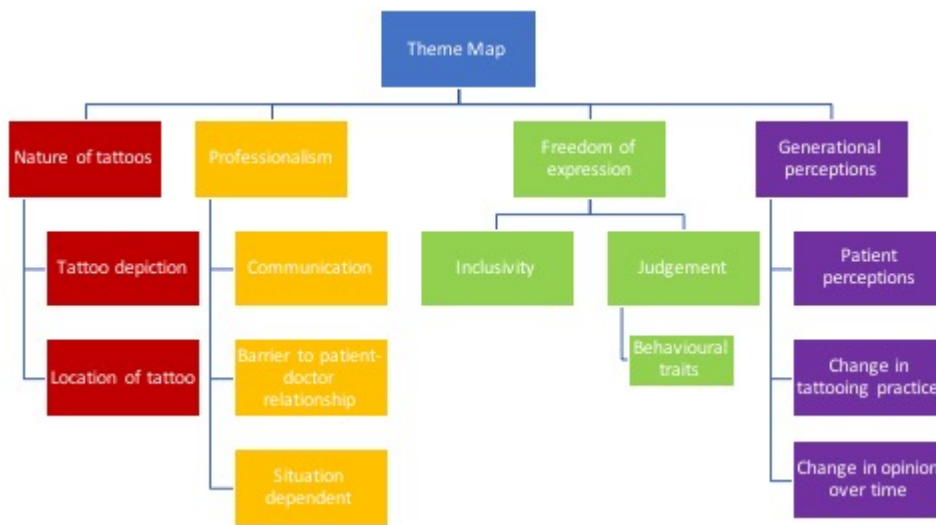 Theme Map
Nature of tattoos
Professionalism
Freedom of
expression
Generational
perceptions
Tattoo depiction
Communication
Inclusivity
Judgement
Patient
perceptions
Location of tattoo
Barrier to patient-
doctor
relationship
Behavioural
traits
Change in
tattooing practice
Situation
dependent
Change in opinion
over time